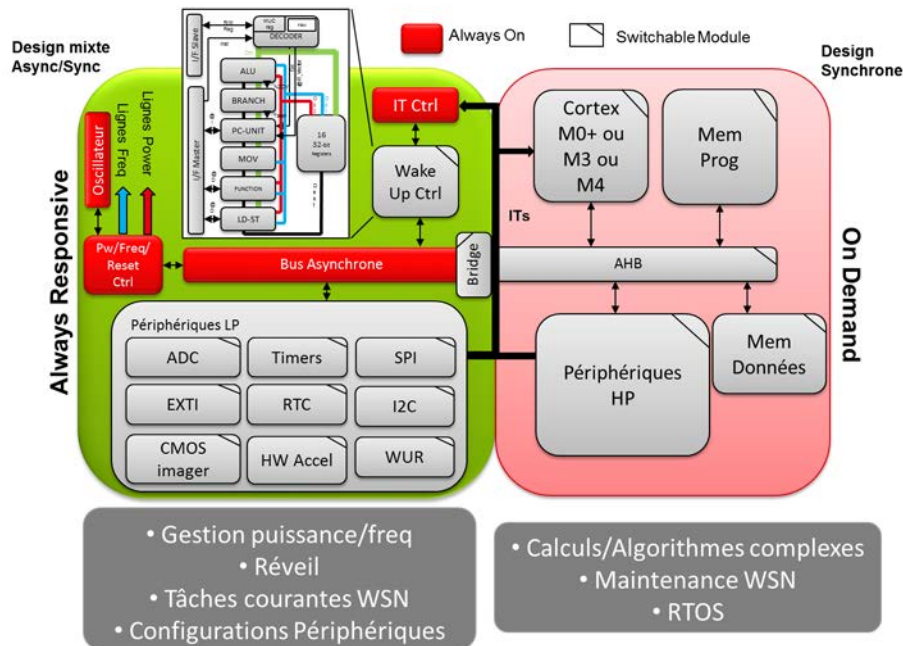 Design mixte
Async/Sync
Always On
Switchable Module
Design
Synchrone
I/F Slave
DECODER
I/F Master
ALU
BRANCH
PC-UNIT
MOV
FUNCTION
LD-ST
16
32-bit
registers
IT Ctrl
Wake
Up Ctrl
Oscillateur
Lignes Freq
Lignes Power
Pw/Freq/
Reset
Ctrl
Bus Asynchrone
Bridge
Always Responsive
Périphériques LP
ADC
Timers
SPI
EXTI
RTC
I2C
CMOS
imager
HW Accel
WUR
Cortex
M0+ ou
M3 ou
M4
Mem
Prog
ITs
AHB
Périphériques
HP
Mem
Données
On Demand
• Gestion puissance/freq
• Réveil
• Tâches courantes WSN
• Configurations Périphériques
• Calculs/Algorithmes complexes
• Maintenance WSN
• RTOS